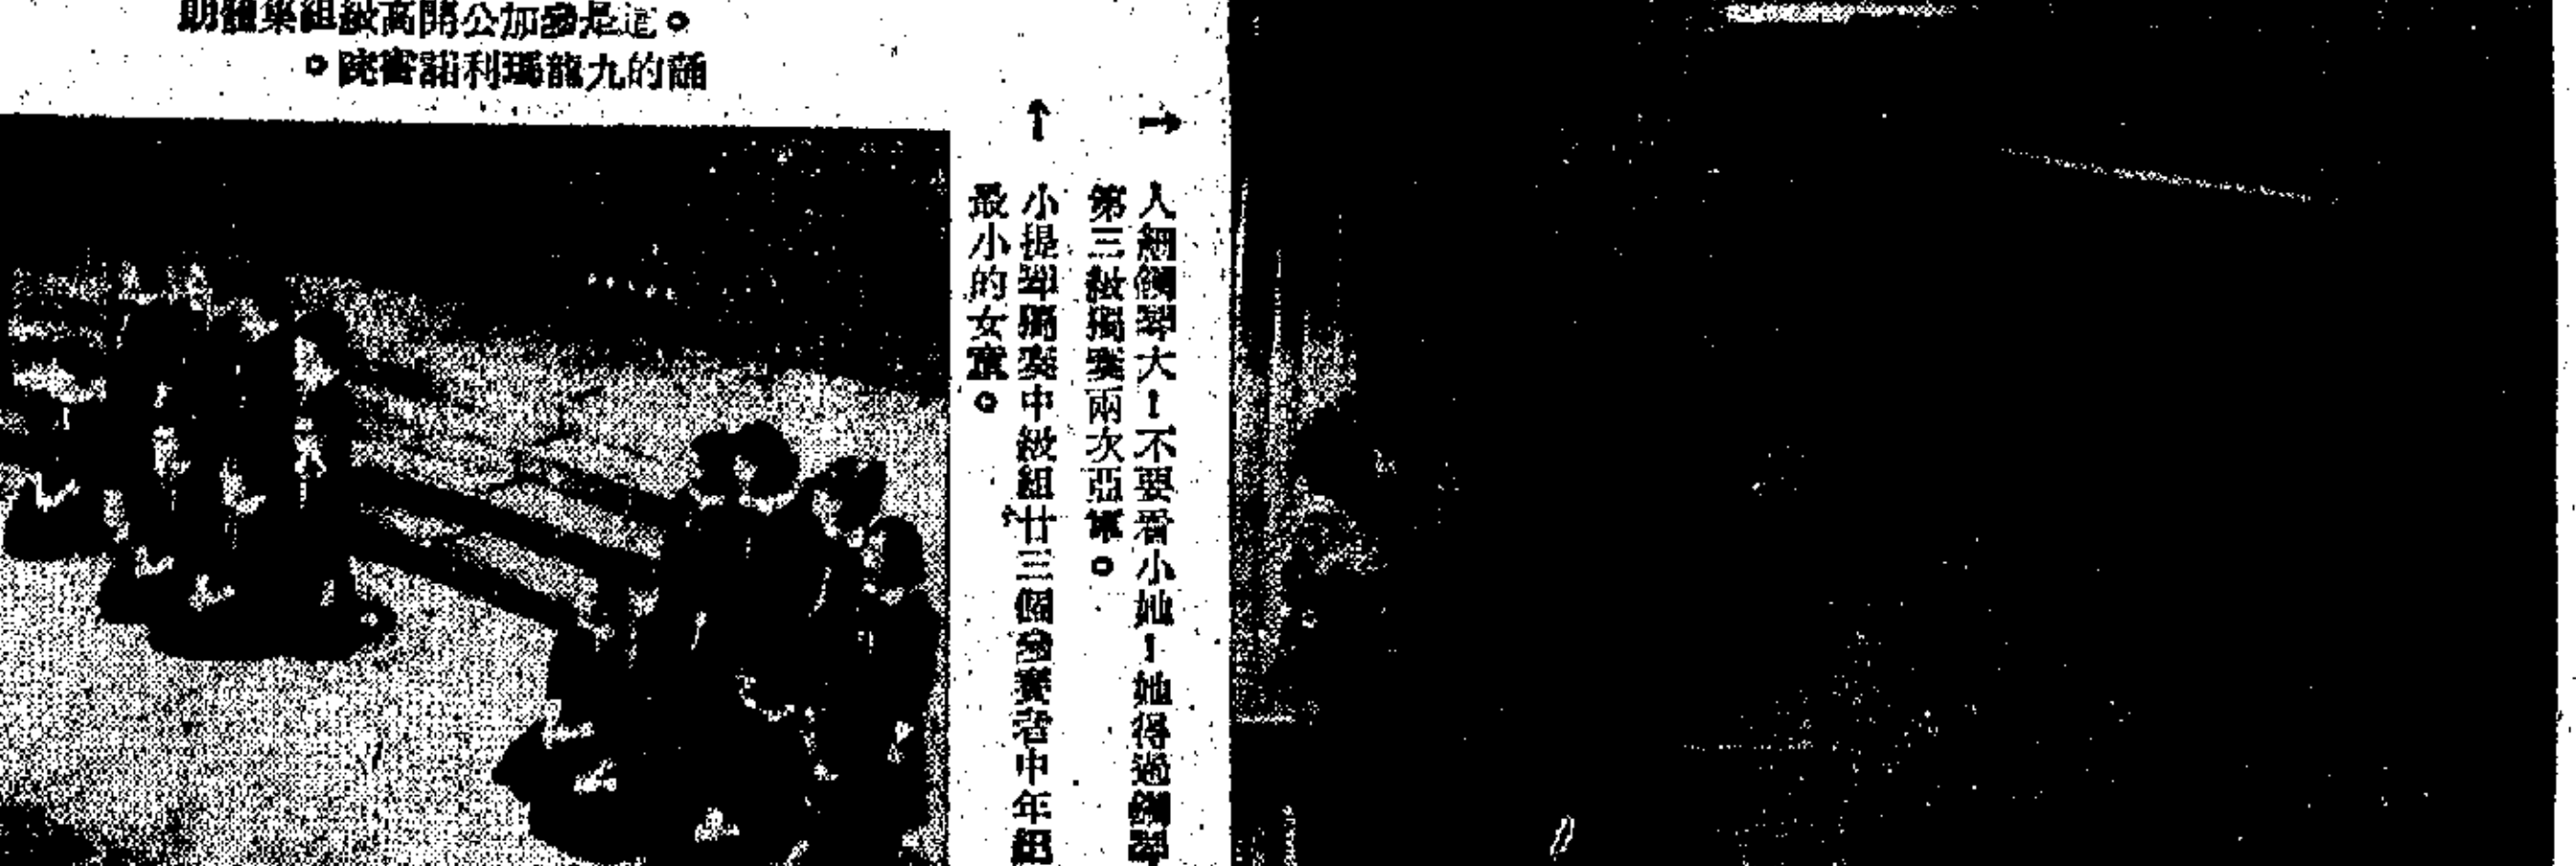 。這是參加公開高級組集體朗
誦的九龍瑪利諾書院。
→
人細鋼琴大!不要看小她!她得過鋼琴
第三級獨奏兩次亞軍。
↑
小提琴獨奏中級組廿三個參賽者中年紀
最小的女童。